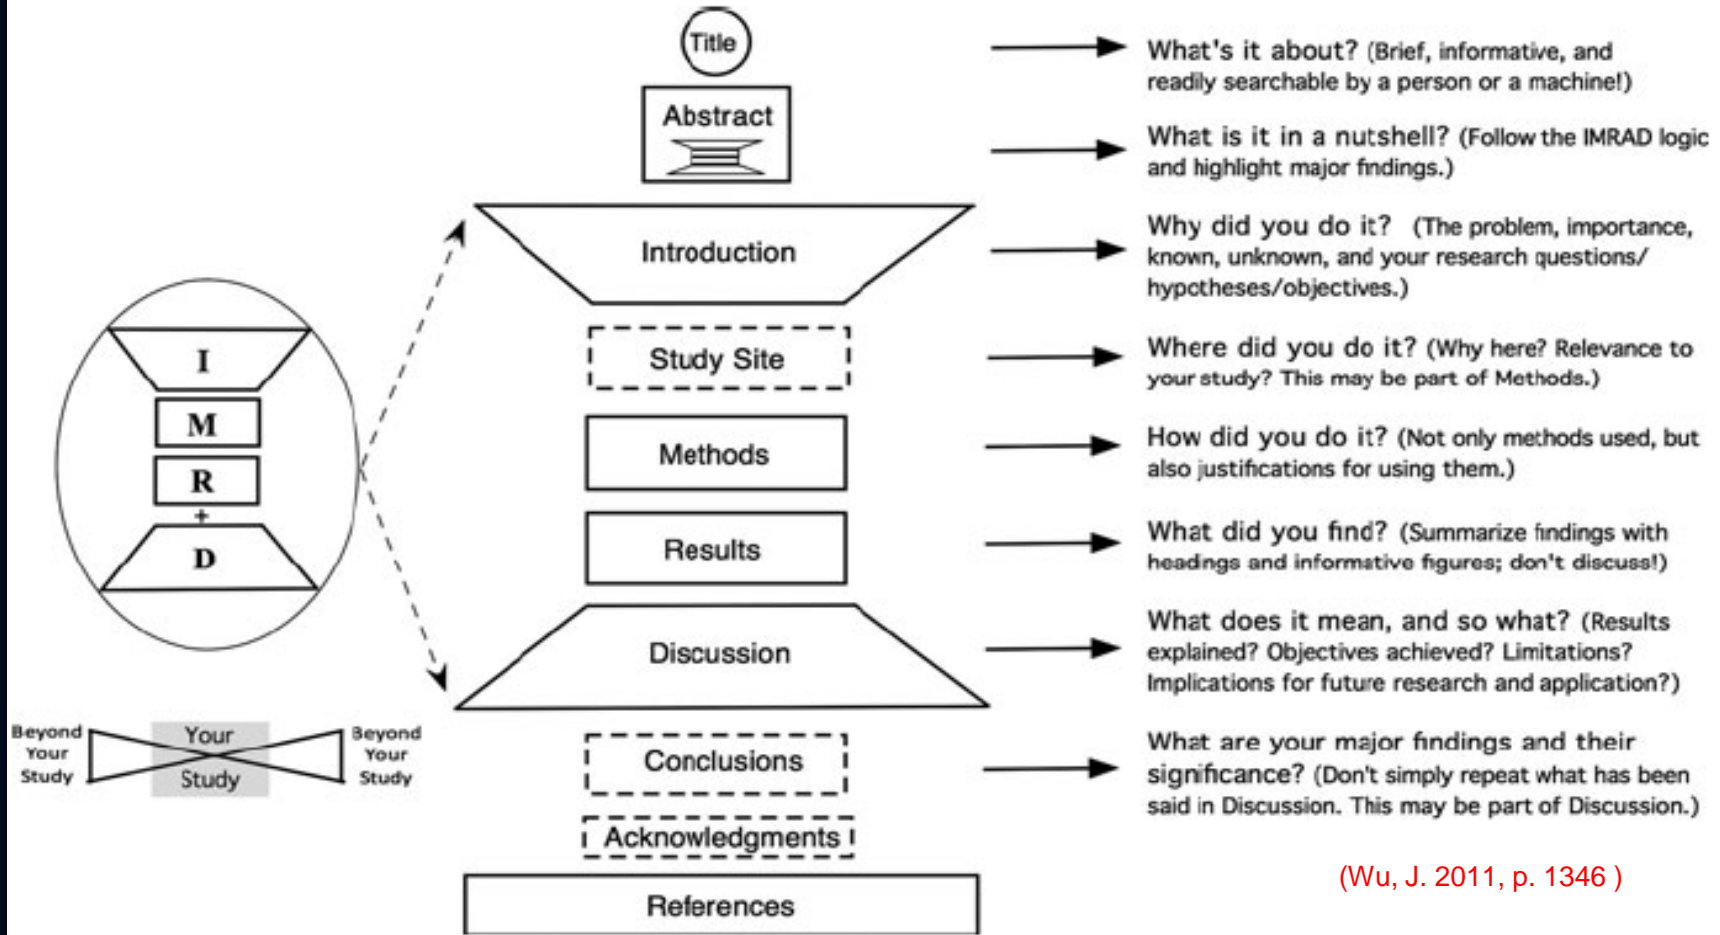 Title
What's it about? (Brief, informative, and
readily searchable by a person or a machine!)
Abstract
What is it in a nutshell? (Follow the IMRAD logic
and highlight major findings.)
Introduction
Why did you do it? (The problem, importance,
known, unknown, and your research questions/
hypotheses/objectives.)
Study Site
Where did you do it? (Why here? Relevance to
your study? This may be part of Methods.)
Methods
How did you do it? (Not only methods used, but
also justifications for using them.)
Results
What did you find? (Summarize findings with
headings and informative figures; don't discuss!)
Discussion
What does it mean, and so what? (Results
explained? Objectives achieved? Limitations?
Implications for future research and application?)
Conclusions
What are your major findings and their
significance? (Don't simply repeat what has been
said in Discussion. This may be part of Discussion.)
Acknowledgments
References
I
M
R
+
D
Beyond
Your
Study
Your
Study
Beyond
Your
Study
(Wu, J. 2011, p. 1346 )